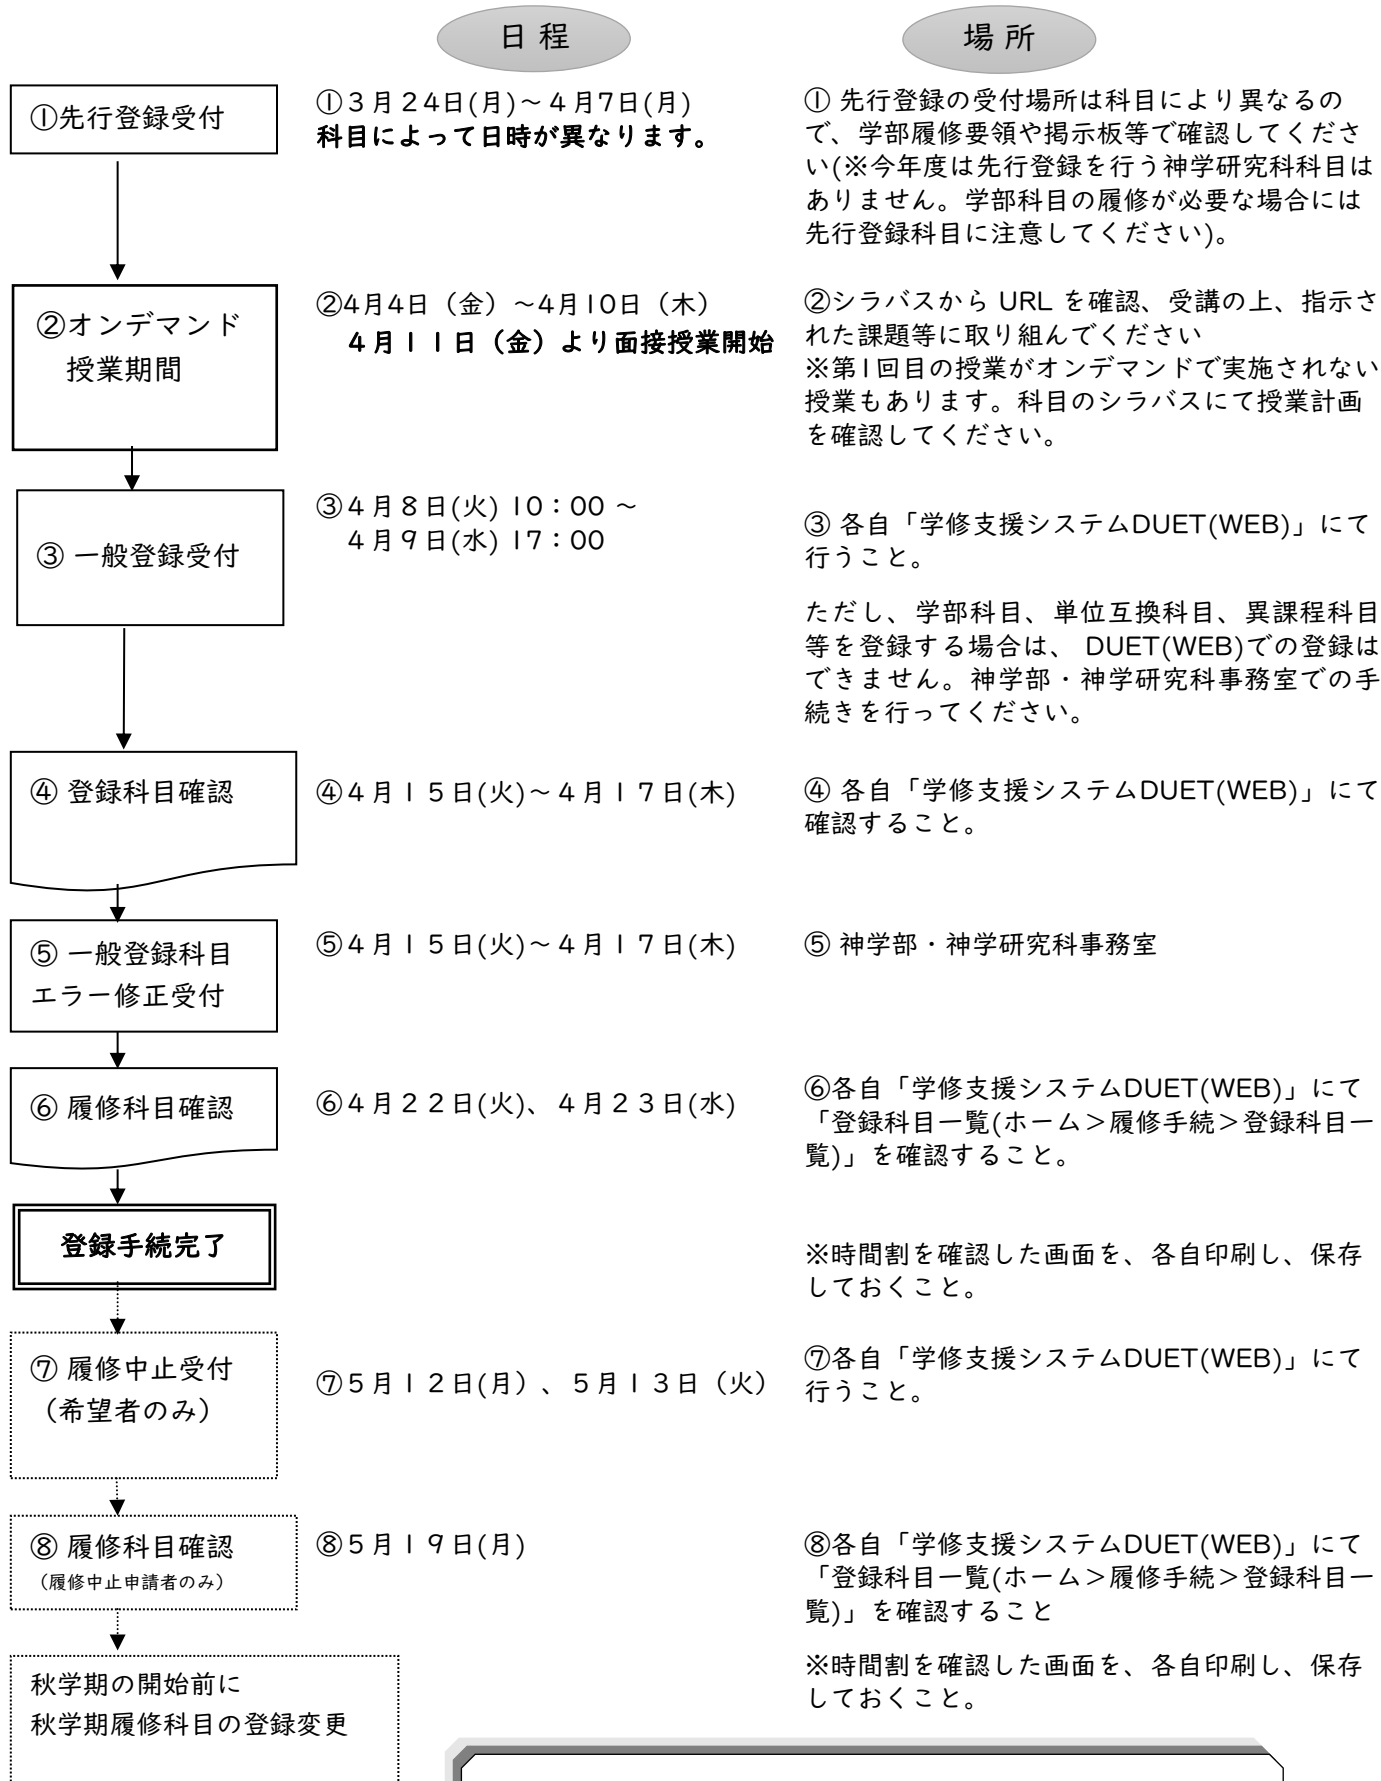 日 程
場 所
①先行登録受付
①３月２４日(月)～４月７日(月)
科目によって日時が異なります。
① 先行登録の受付場所は科目により異なるの
で、学部履修要領や掲示板等で確認してくださ
い(※今年度は先行登録を行う神学研究科科目は
ありません。学部科目の履修が必要な場合には
先行登録科目に注意してください)。
②オンデマンド
授業期間
②4月4日（金）～4月10日（木）
４月１１日（金）より面接授業開始
②シラバスから URL を確認、受講の上、指示さ
れた課題等に取り組んでください
※第1回目の授業がオンデマンドで実施されない
授業もあります。科目のシラバスにて授業計画
を確認してください。
③ 一般登録受付
③４月８日(火) 10：00 ～
４月９日(水) 17：00
③ 各自「学修支援システムDUET(WEB)」にて
行うこと。
ただし、学部科目、単位互換科目、異課程科目
等を登録する場合は、 DUET(WEB)での登録は
できません。神学部・神学研究科事務室での手
続きを行ってください。
④ 登録科目確認
④４月１５日(火)～４月１７日(木)
④ 各自「学修支援システムDUET(WEB)」にて
確認すること。
⑤ 一般登録科目
エラー修正受付
⑤４月１５日(火)～４月１７日(木)
⑤ 神学部・神学研究科事務室
⑥ 履修科目確認
⑥４月２２日(火)、４月２３日(水)
⑥各自「学修支援システムDUET(WEB)」にて
「登録科目一覧(ホーム＞履修手続＞登録科目一
覧)」を確認すること。
登録手続完了
※時間割を確認した画面を、各自印刷し、保存
しておくこと。
⑦ 履修中止受付
（希望者のみ）
⑦５月１２日(月）、５月１３日（火）
⑦各自「学修支援システムDUET(WEB)」にて
行うこと。
⑧ 履修科目確認
（履修中止申請者のみ）
⑧５月１９日(月)
⑧各自「学修支援システムDUET(WEB)」にて
「登録科目一覧(ホーム＞履修手続＞登録科目一
覧)」を確認すること
※時間割を確認した画面を、各自印刷し、保存
しておくこと。
秋学期の開始前に
秋学期履修科目の登録変更